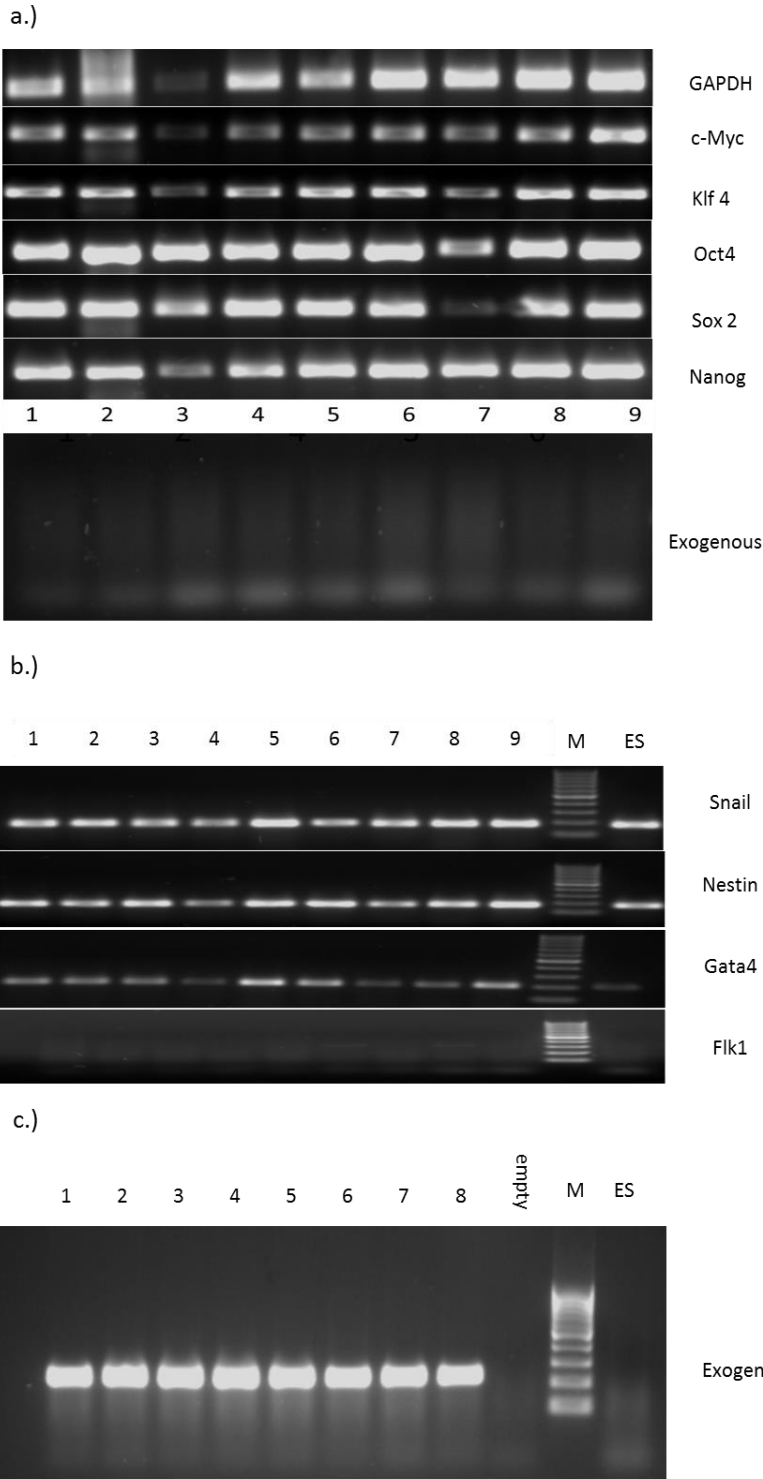 a.)
GAPDH
c-Myc
Klf 4
Oct4
Sox 2
Nanog
1 2 3 4 5 6 7 8 9
Exogenous
b.)
1 2 3 4 5 6 7 8 9 M ES
Snail
Nestin
Gata4
Flk1
c.)
1 2 3 4 5 6 7 8 empty M ES
Exogen